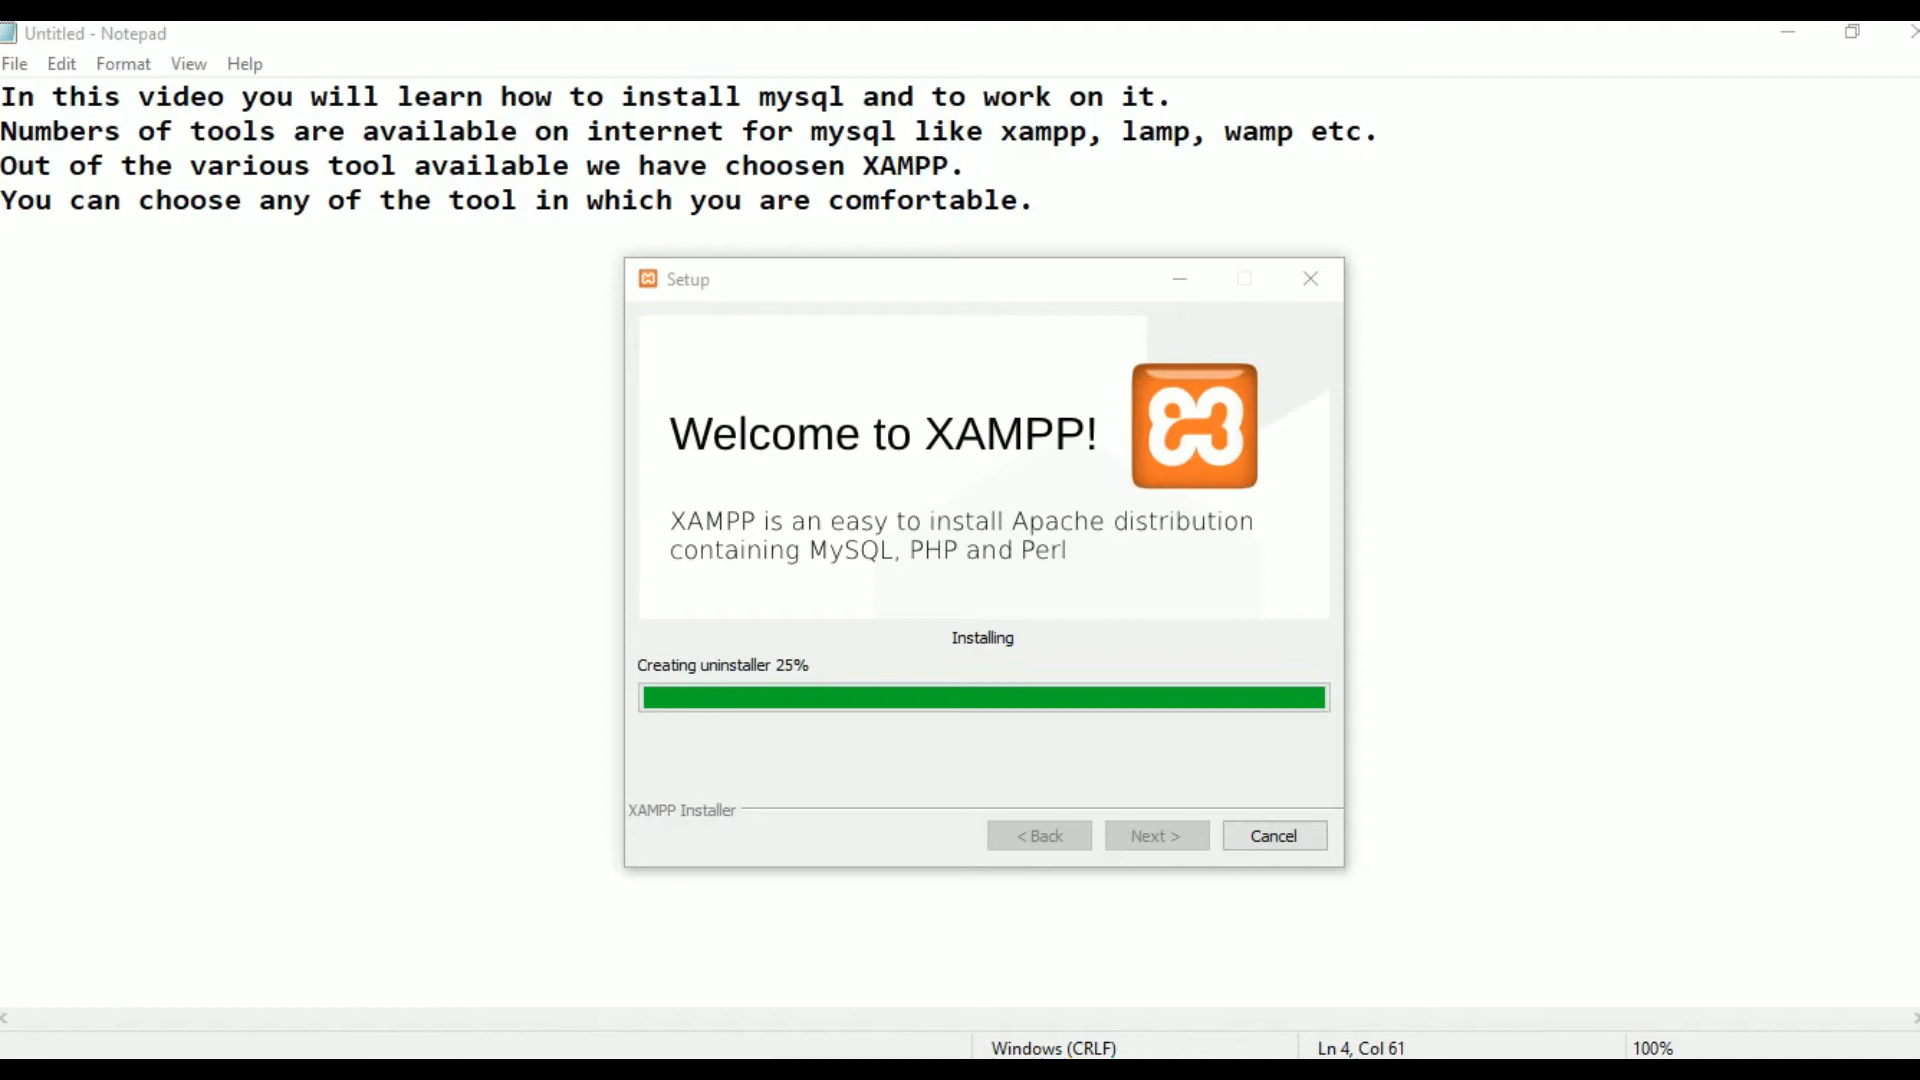 Untitled - Notepad
File Edit Format View Help
In this video you will learn how to install mysql and to work on it.
Numbers of tools are available on internet for mysql like xampp, lamp, wamp etc.
Out of the various tool available we have choosen XAMPP.
You can choose any of the tool in which you are comfortable.
Setup
Welcome to XAMPP!
XAMPP is an easy to install Apache distribution
containing MySQL, PHP and Perl
Installing
Creating uninstaller 25%
XAMPP Installer
< Back Next > Cancel
Windows (CRLF) Ln 4, Col 61 100%